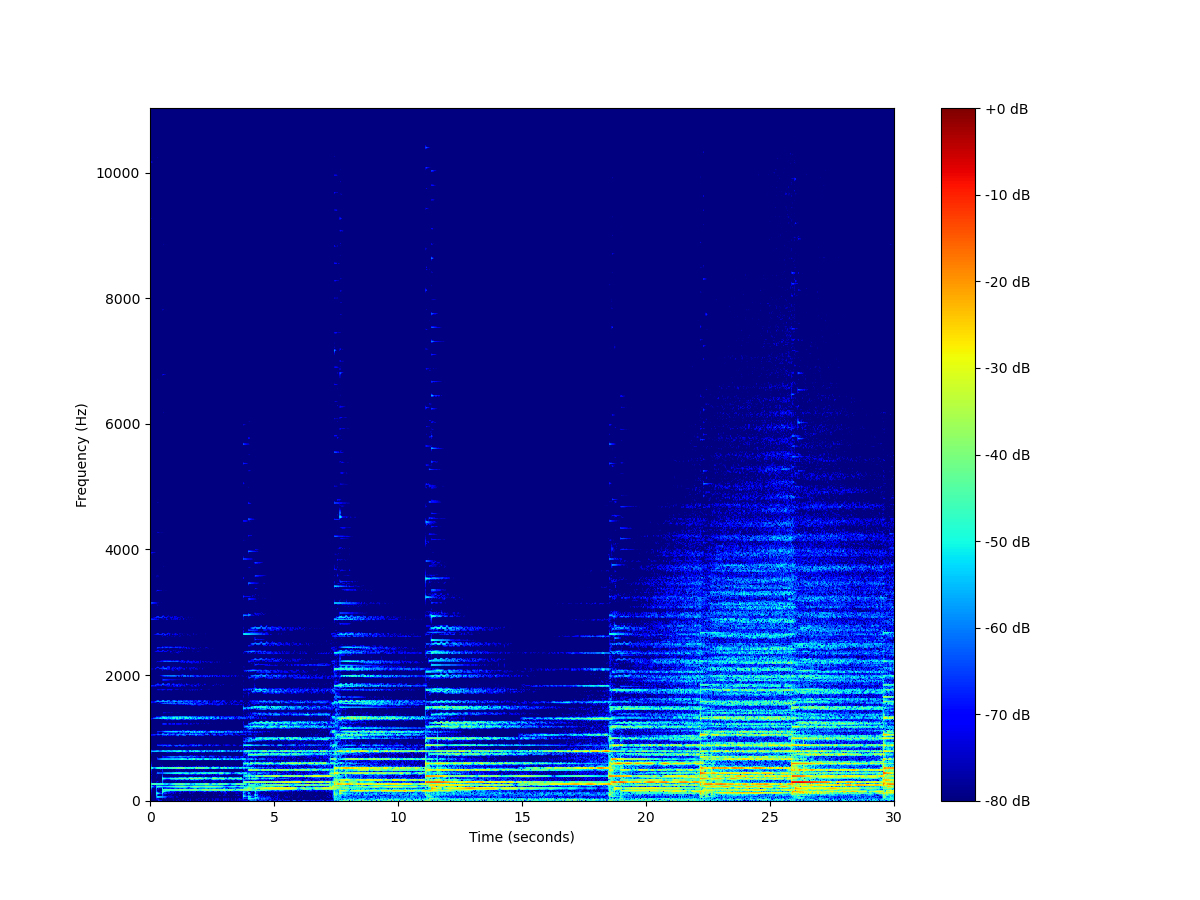 +0 dB
-10 dB
-20 dB
-30 dB
-40 dB
-50 dB
-60 dB
-70 dB
-80 dB
10000
8000
6000
4000
2000
0
Frequency (Hz)
0 5 10 15 20 25 30
Time (seconds)